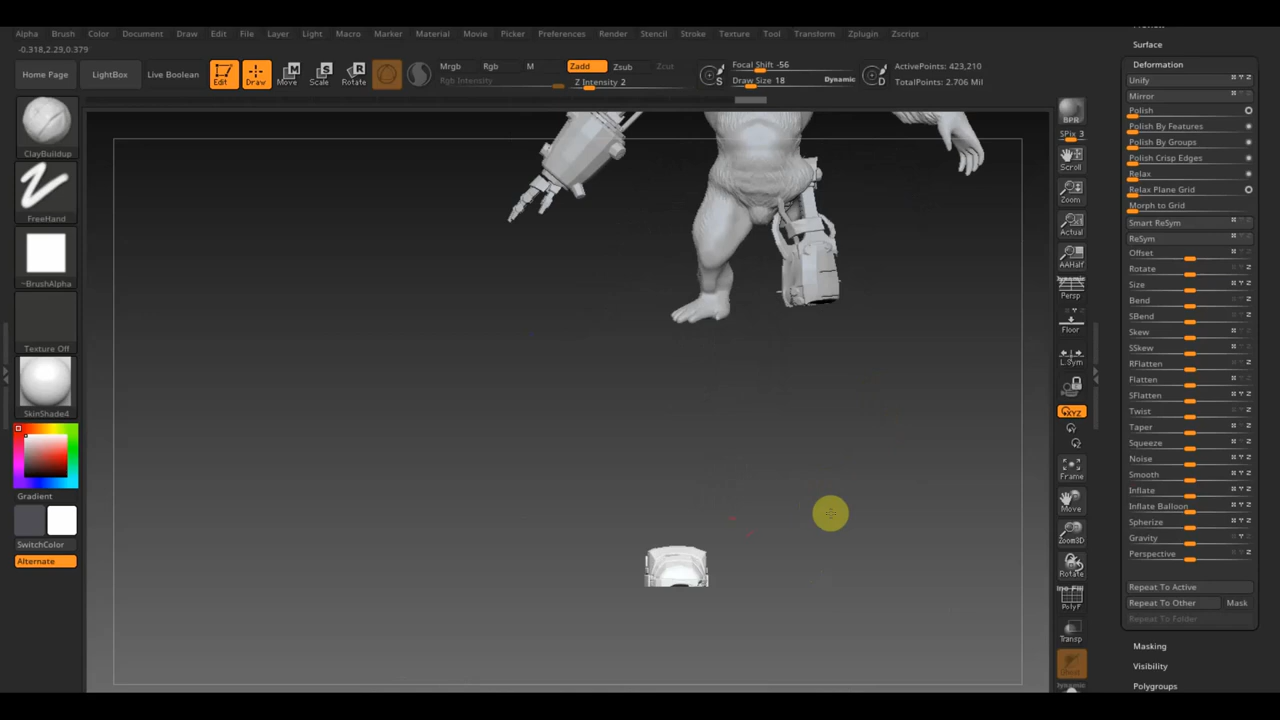 Alpha Brush Color Document Draw Edit File Layer Light Macro Marker Material Movie Picker Preferences Render Stencil Stroke Texture Tool Transform Zplugin Zscript
-0.318,2.29,0.379
Home Page LightBox Live Boolean Edit Draw Move Scale Rotate Mrgb Rgb M Zadd Zsub Zcut Focal Shift -56 ActivePoints: 423,210
Rgb Intensity Z Intensity 2 S Draw Size 18 Dynamic D TotalPoints: 2.706 Mil
ClayBuildup
FreeHand
~BrushAlpha
Texture Off
SkinShade4
Gradient
SwitchColor
Alternate
BPR
SPix 3
Scroll
Zoom
Actual
AAHalf
Dynamic
Persp
Floor
L.Sym
XYZ
Frame
Move
Zoom3D
Rotate
PolyF
Transp
Dynamic
Surface
Deformation
Unify
Mirror
Polish
Polish By Features
Polish By Groups
Polish Crisp Edges
Relax
Relax Plane Grid
Morph to Grid
Smart ReSym
ReSym
Offset
Rotate
Size
Bend
SBend
Skew
SSkew
RFlatten
Flatten
SFlatten
Twist
Taper
Squeeze
Noise
Smooth
Inflate
Inflate Balloon
Spherize
Gravity
Perspective
Repeat To Active
Repeat To Other Mask
Repeat To Folder
Masking
Visibility
Polygroups